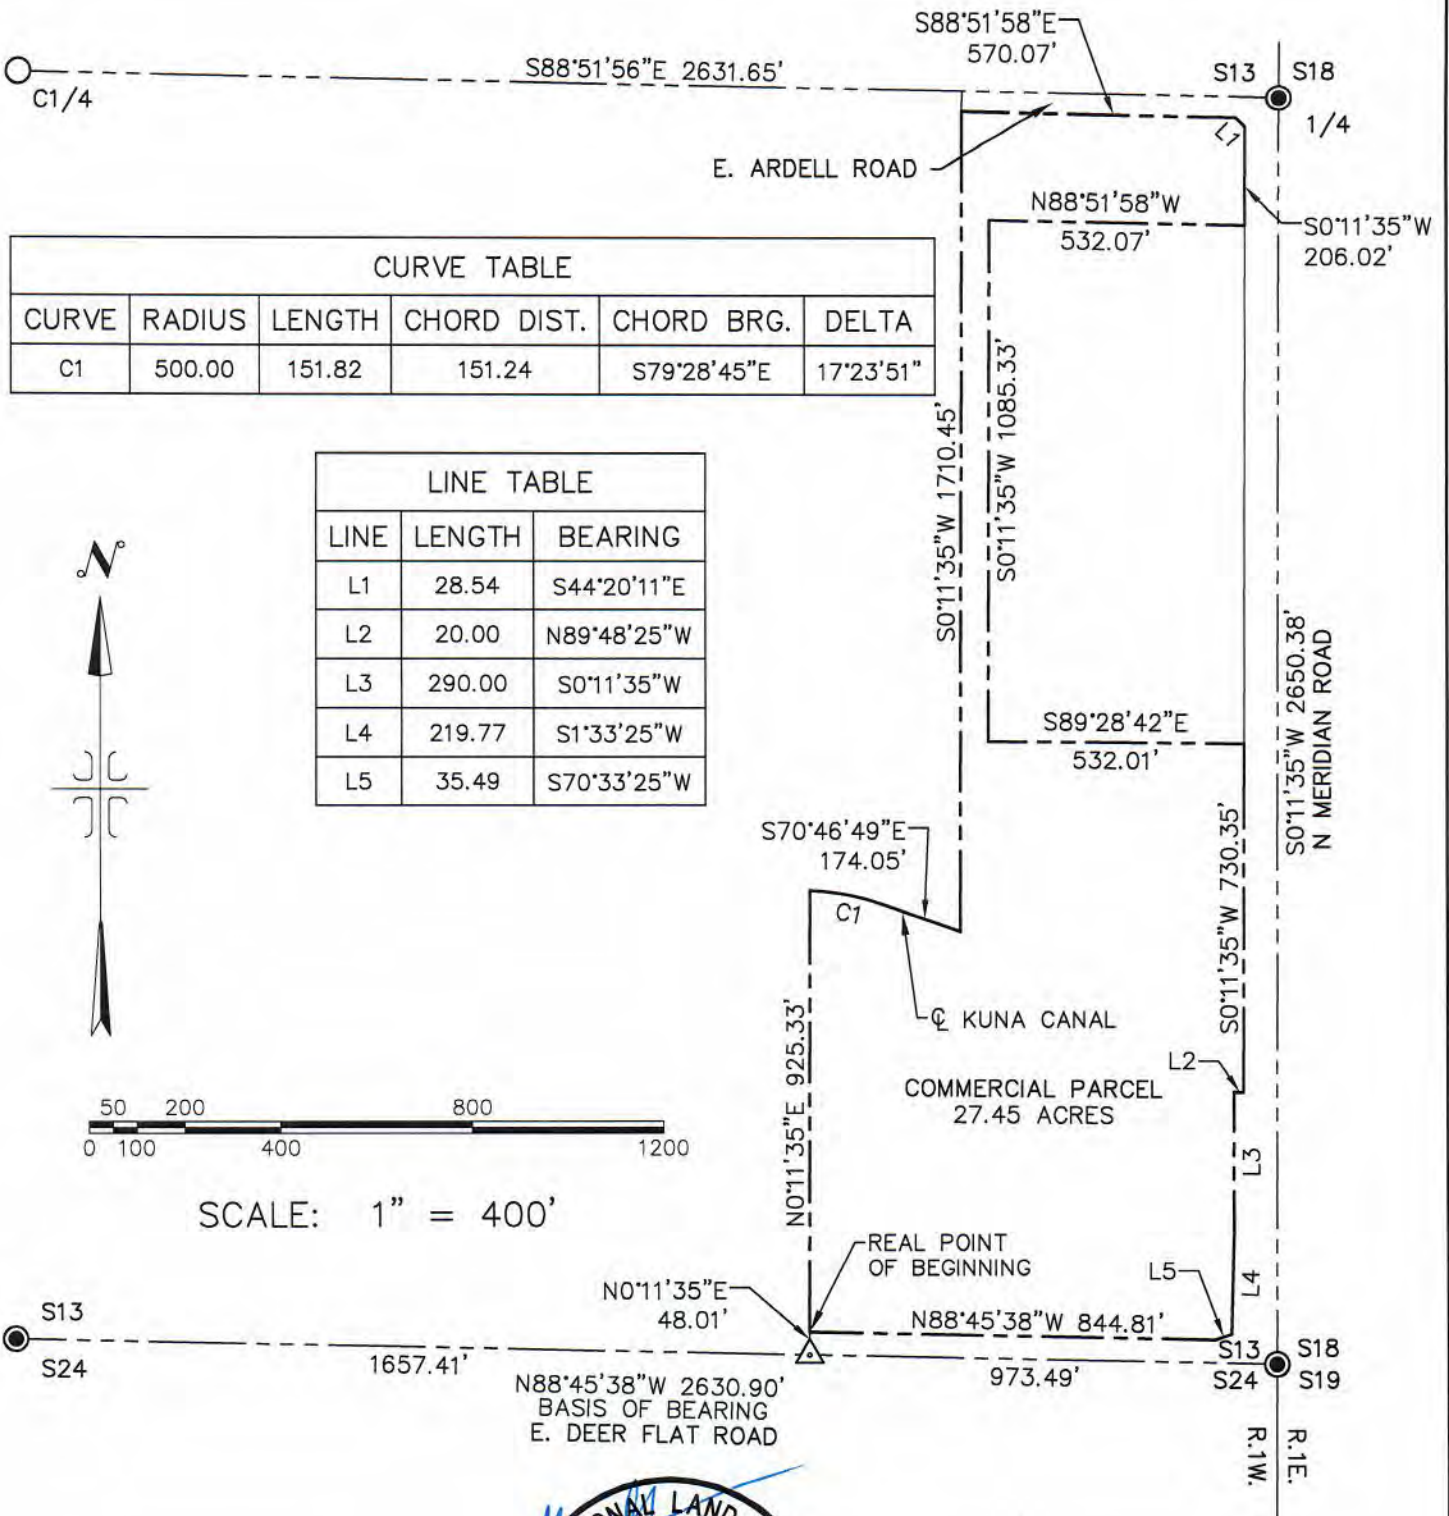 S88°51'58"E
570.07'
S88°51'56"E 2631.65'
S13 S18
C1/4
1/4
L1
E. ARDELL ROAD
N88°51'58"W
532.07'
S0°11'35"W
206.02'
CURVE TABLE
CURVE RADIUS LENGTH CHORD DIST. CHORD BRG. DELTA
C1 500.00 151.82 151.24 S79°28'45"E 17°23'51"
S0°11'35"W 1710.45'
S0°11'35"W 1085.33'
LINE TABLE
LINE LENGTH BEARING
L1 28.54 S44°20'11"E
L2 20.00 N89°48'25"W
L3 290.00 S0°11'35"W
L4 219.77 S1°33'25"W
L5 35.49 S70°33'25"W
N
S0°11'35"W 2650.38'
N MERIDIAN ROAD
S89°28'42"E
532.01'
S70°46'49"E
174.05'
C1
S0°11'35"W 730.35'
℄ KUNA CANAL
N0°11'35"E 925.33'
L2
COMMERCIAL PARCEL
27.45 ACRES
50 200 800
0 100 400 1200
L3
SCALE: 1" = 400'
REAL POINT
OF BEGINNING
L5
L4
N0°11'35"E
48.01'
N88°45'38"W 844.81'
S13
S24
S13 S18
S24 S19
1657.41'
973.49'
N88°45'38"W 2630.90'
BASIS OF BEARING
E. DEER FLAT ROAD
R.1W.
R.1E.
ONAL LAND